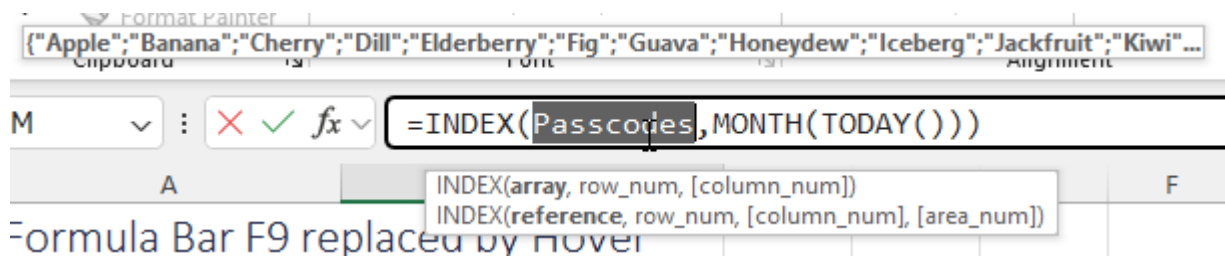 Format Painter
{"Apple";"Banana";"Cherry";"Dill";"Elderberry";"Fig";"Guava";"Honeydew";"Iceberg";"Jackfruit";"Kiwi"...
Clipboard Font Alignment
M fx =INDEX(Passcodes,MONTH(TODAY()))
A F
INDEX(array, row_num, [column_num])
INDEX(reference, row_num, [column_num], [area_num])
Formula Bar F9 replaced by Hover